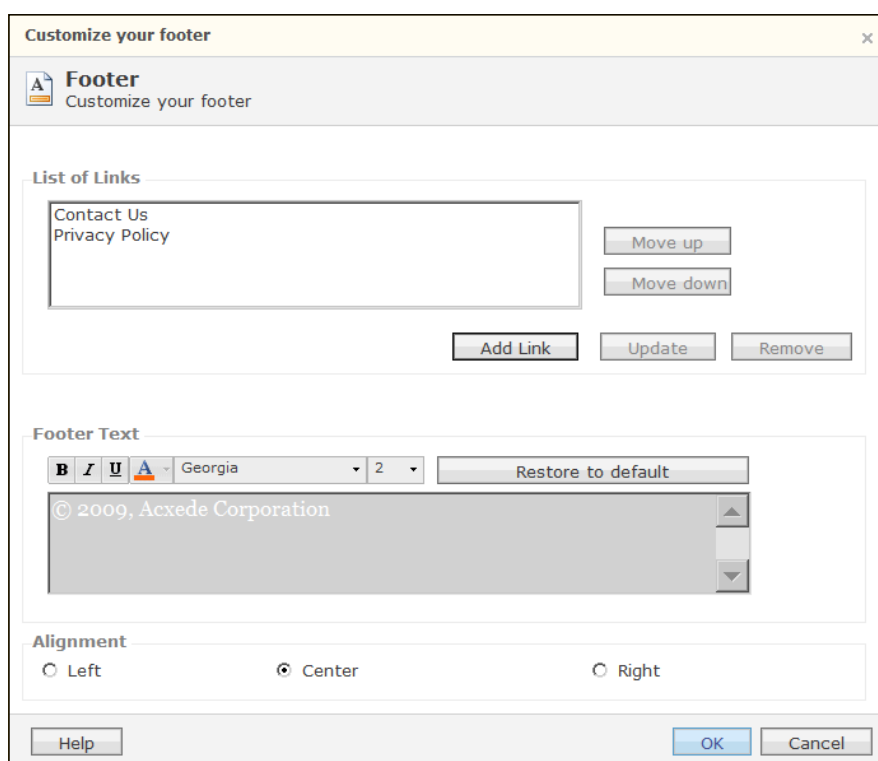 Customize your footer
Footer
Customize your footer
List of Links
Contact Us
Privacy Policy
Move up
Move down
Add Link Update Remove
Footer Text
B I U A Georgia 2 Restore to default
© 2009, Acxede Corporation
Alignment
Left Center Right
Help OK Cancel